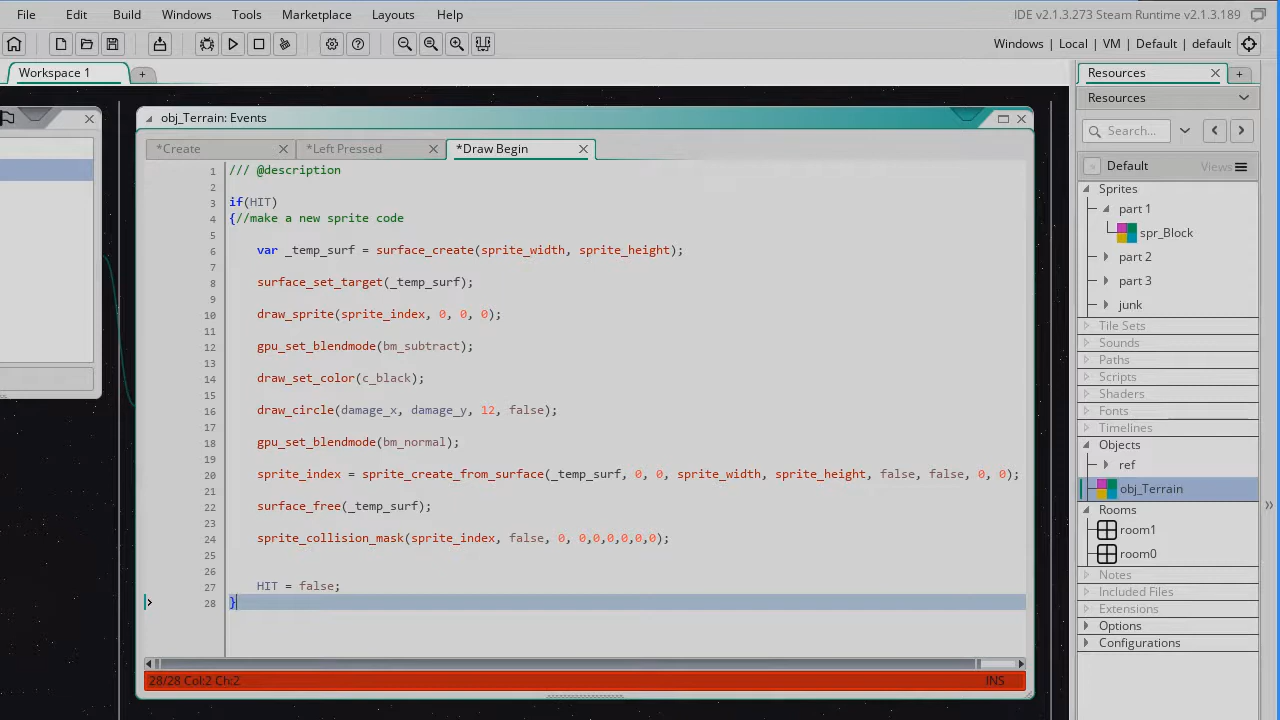 File Edit Build Windows Tools Marketplace Layouts Help IDE v2.1.3.273 Steam Runtime v2.1.3.189
Windows | Local | VM | Default | default
Workspace 1 +
obj_Terrain: Events
*Create *Left Pressed *Draw Begin
1 /// @description
2
3 if(HIT)
4 {//make a new sprite code
5
6 var _temp_surf = surface_create(sprite_width, sprite_height);
7
8 surface_set_target(_temp_surf);
9
10 draw_sprite(sprite_index, 0, 0, 0);
11
12 gpu_set_blendmode(bm_subtract);
13
14 draw_set_color(c_black);
15
16 draw_circle(damage_x, damage_y, 12, false);
17
18 gpu_set_blendmode(bm_normal);
19
20 sprite_index = sprite_create_from_surface(_temp_surf, 0, 0, sprite_width, sprite_height, false, false, 0, 0);
21
22 surface_free(_temp_surf);
23
24 sprite_collision_mask(sprite_index, false, 0, 0,0,0,0,0,0);
25
26
27 HIT = false;
28 }
28/28 Col:2 Ch:2 INS
Resources +
Resources
Search...
Default Views
Sprites
part 1
spr_Block
part 2
part 3
junk
Tile Sets
Sounds
Paths
Scripts
Shaders
Fonts
Timelines
Objects
ref
obj_Terrain
Rooms
room1
room0
Notes
Included Files
Extensions
Options
Configurations